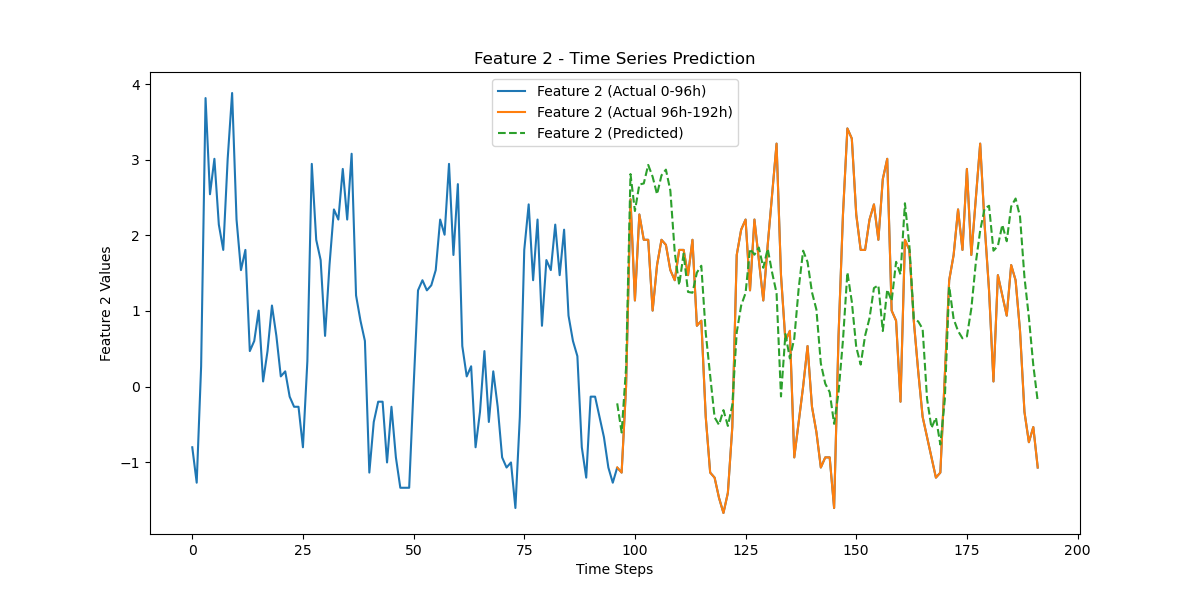 Feature 2 - Time Series Prediction
Feature 2 (Actual 0-96h)
Feature 2 (Actual 96h-192h)
Feature 2 (Predicted)
Feature 2 Values
4
3
2
1
0
−1
0 25 50 75 100 125 150 175 200
Time Steps